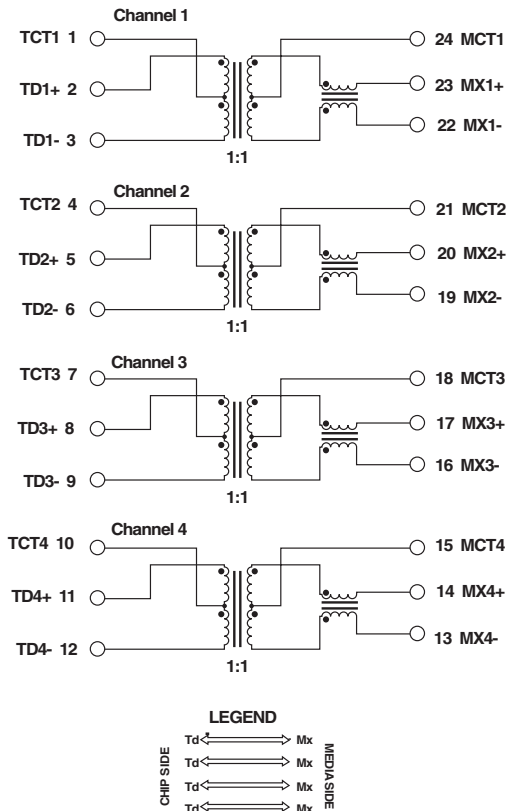 Channel 1
TCT1 1
24 MCT1
TD1+ 2
23 MX1+
22 MX1-
TD1- 3
1:1
Channel 2
TCT2 4
21 MCT2
TD2+ 5
20 MX2+
19 MX2-
TD2- 6
1:1
Channel 3
TCT3 7
18 MCT3
TD3+ 8
17 MX3+
16 MX3-
TD3- 9
1:1
Channel 4
TCT4 10
15 MCT4
TD4+ 11
14 MX4+
13 MX4-
TD4- 12
1:1
LEGEND
CHIP SIDE
Td Mx
Td Mx
Td Mx
Td Mx
MEDIA SIDE